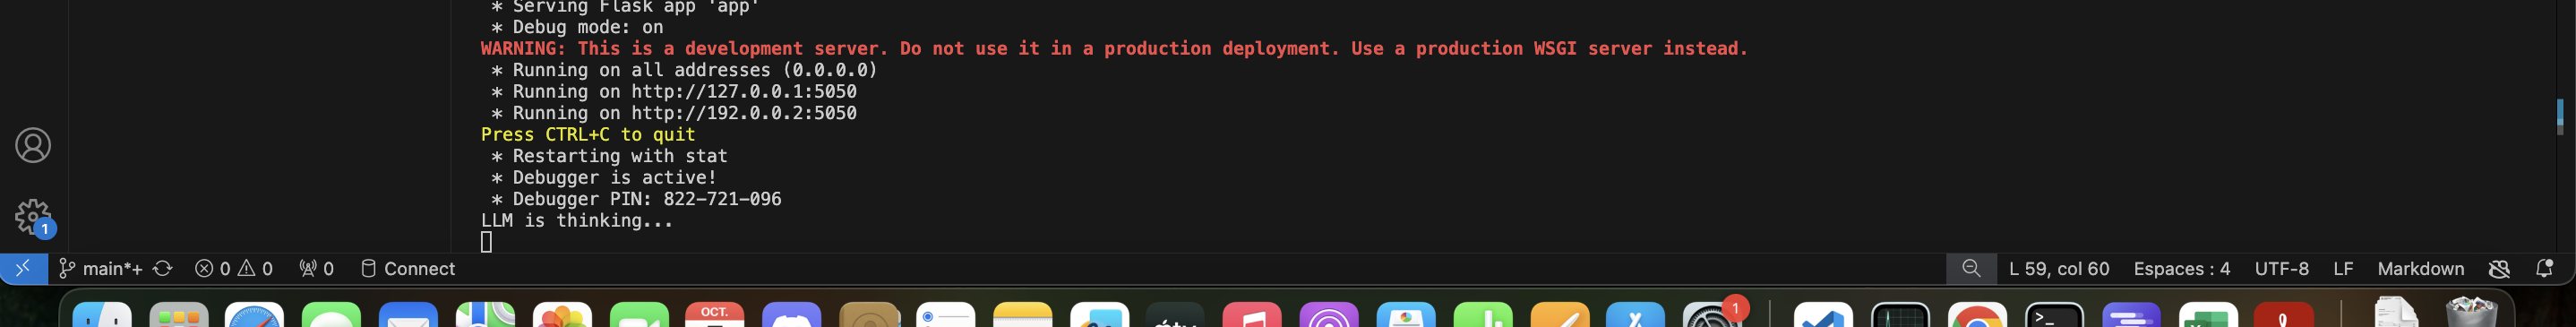 * Serving Flask app 'app'
* Debug mode: on
WARNING: This is a development server. Do not use it in a production deployment. Use a production WSGI server instead.
* Running on all addresses (0.0.0.0)
* Running on http://127.0.0.1:5050
* Running on http://192.0.0.2:5050
Press CTRL+C to quit
* Restarting with stat
* Debugger is active!
* Debugger PIN: 822-721-096
LLM is thinking...
1
main*+ 0 0 0 Connect L 59, col 60 Espaces : 4 UTF-8 LF Markdown
OCT. 1